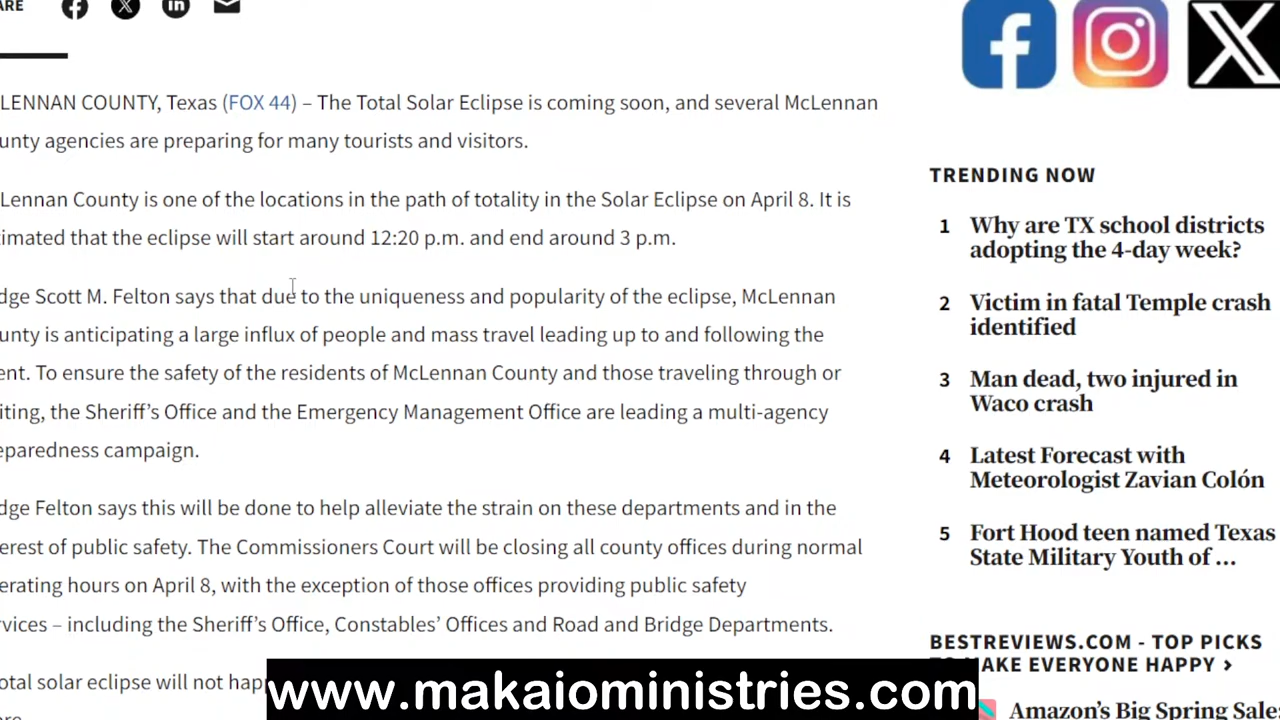 ARE
LENNAN COUNTY, Texas (FOX 44) – The Total Solar Eclipse is coming soon, and several McLennan
unty agencies are preparing for many tourists and visitors.
Lennan County is one of the locations in the path of totality in the Solar Eclipse on April 8. It is
timated that the eclipse will start around 12:20 p.m. and end around 3 p.m.
dge Scott M. Felton says that due to the uniqueness and popularity of the eclipse, McLennan
unty is anticipating a large influx of people and mass travel leading up to and following the
ent. To ensure the safety of the residents of McLennan County and those traveling through or
iting, the Sheriff’s Office and the Emergency Management Office are leading a multi-agency
eparedness campaign.
dge Felton says this will be done to help alleviate the strain on these departments and in the
erest of public safety. The Commissioners Court will be closing all county offices during normal
erating hours on April 8, with the exception of those offices providing public safety
rvices – including the Sheriff’s Office, Constables’ Offices and Road and Bridge Departments.
otal solar eclipse will not hap
www.makaiominstries.com
TRENDING NOW
1 Why are TX school districts
adopting the 4-day week?
2 Victim in fatal Temple crash
identified
3 Man dead, two injured in
Waco crash
4 Latest Forecast with
Meteorologist Zavian Colón
5 Fort Hood teen named Texas
State Military Youth of ...
BESTREVIEWS.COM - TOP PICKS
TO MAKE EVERYONE HAPPY ›
Amazon’s Big Spring Sale